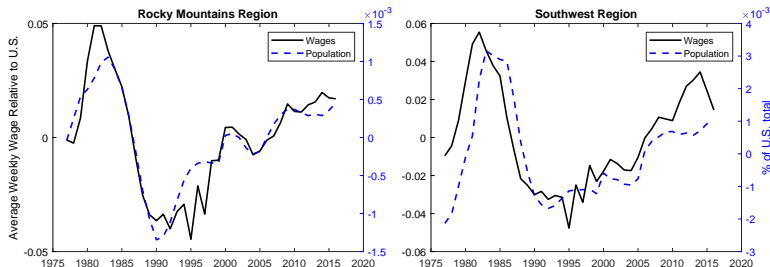 Rocky Mountains Region
Southwest Region
×10⁻³
×10⁻³
Average Weekly Wage Relative to U.S.
0.05
0
-0.05
Wages
Population
1.5
1
0.5
0
-0.5
-1
-1.5
1975 1980 1985 1990 1995 2000 2005 2010 2015 2020
0.06
0.04
0.02
0
-0.02
-0.04
-0.06
Wages
Population
4
3
2
1
0
-1
-2
-3
% of U.S. total
1975 1980 1985 1990 1995 2000 2005 2010 2015 2020